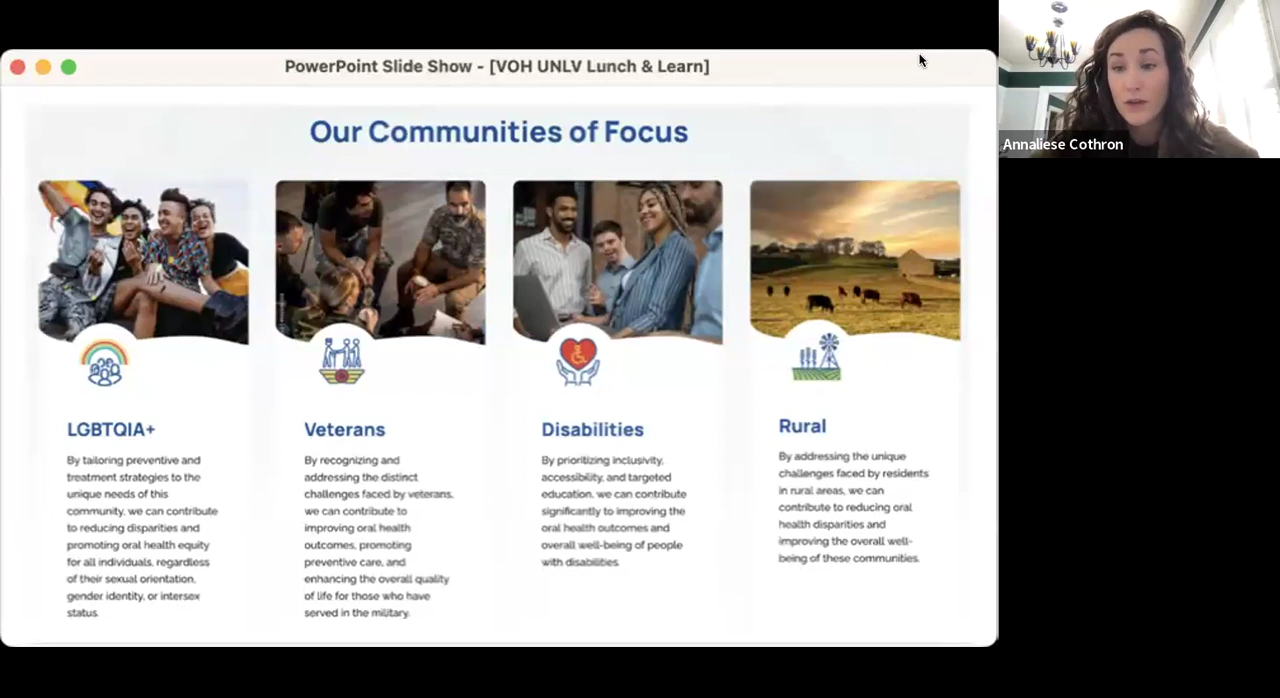 PowerPoint Slide Show - [VOH UNLV Lunch & Learn]
Annaliese Cothron
Our Communities of Focus
LGBTQIA+
By tailoring preventive and
treatment strategies to the
unique needs of this
community, we can contribute
to reducing disparities and
promoting oral health equity
for all individuals, regardless
of their sexual orientation,
gender identity, or intersex
status.
Veterans
By recognizing and
addressing the distinct
challenges faced by veterans,
we can contribute to
improving oral health
outcomes, promoting
preventive care, and
enhancing the overall quality
of life for those who have
served in the military.
Disabilities
By prioritizing inclusivity,
accessibility, and targeted
education, we can contribute
significantly to improving the
oral health outcomes and
overall well-being of people
with disabilities.
Rural
By addressing the unique
challenges faced by residents
in rural areas, we can
contribute to reducing oral
health disparities and
improving the overall well-
being of these communities.